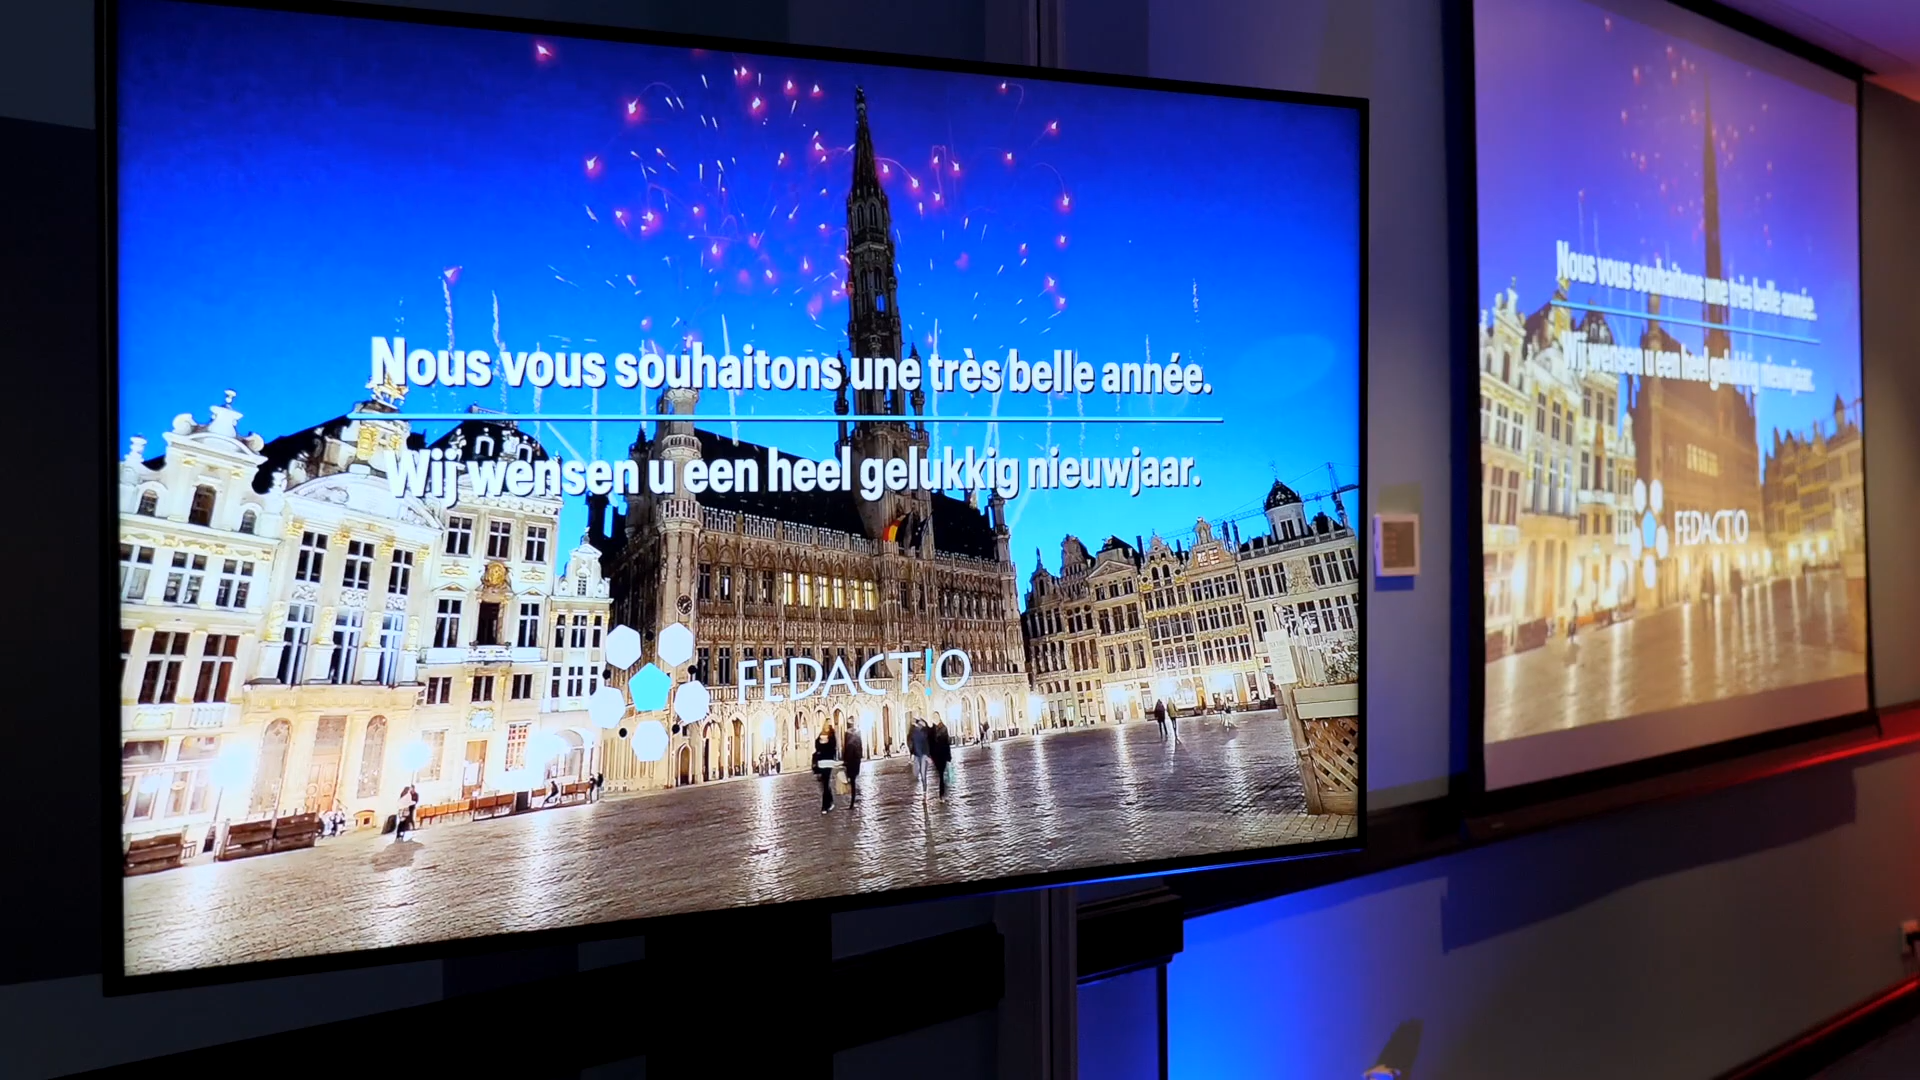 Nous vous souhaitons une très belle année.
Wij wensen u een heel gelukkig nieuwjaar.
FEDACT!O
Nous vous souhaitons une très belle année.
Wij wensen u een heel gelukkig nieuwjaar.
FEDACT!O